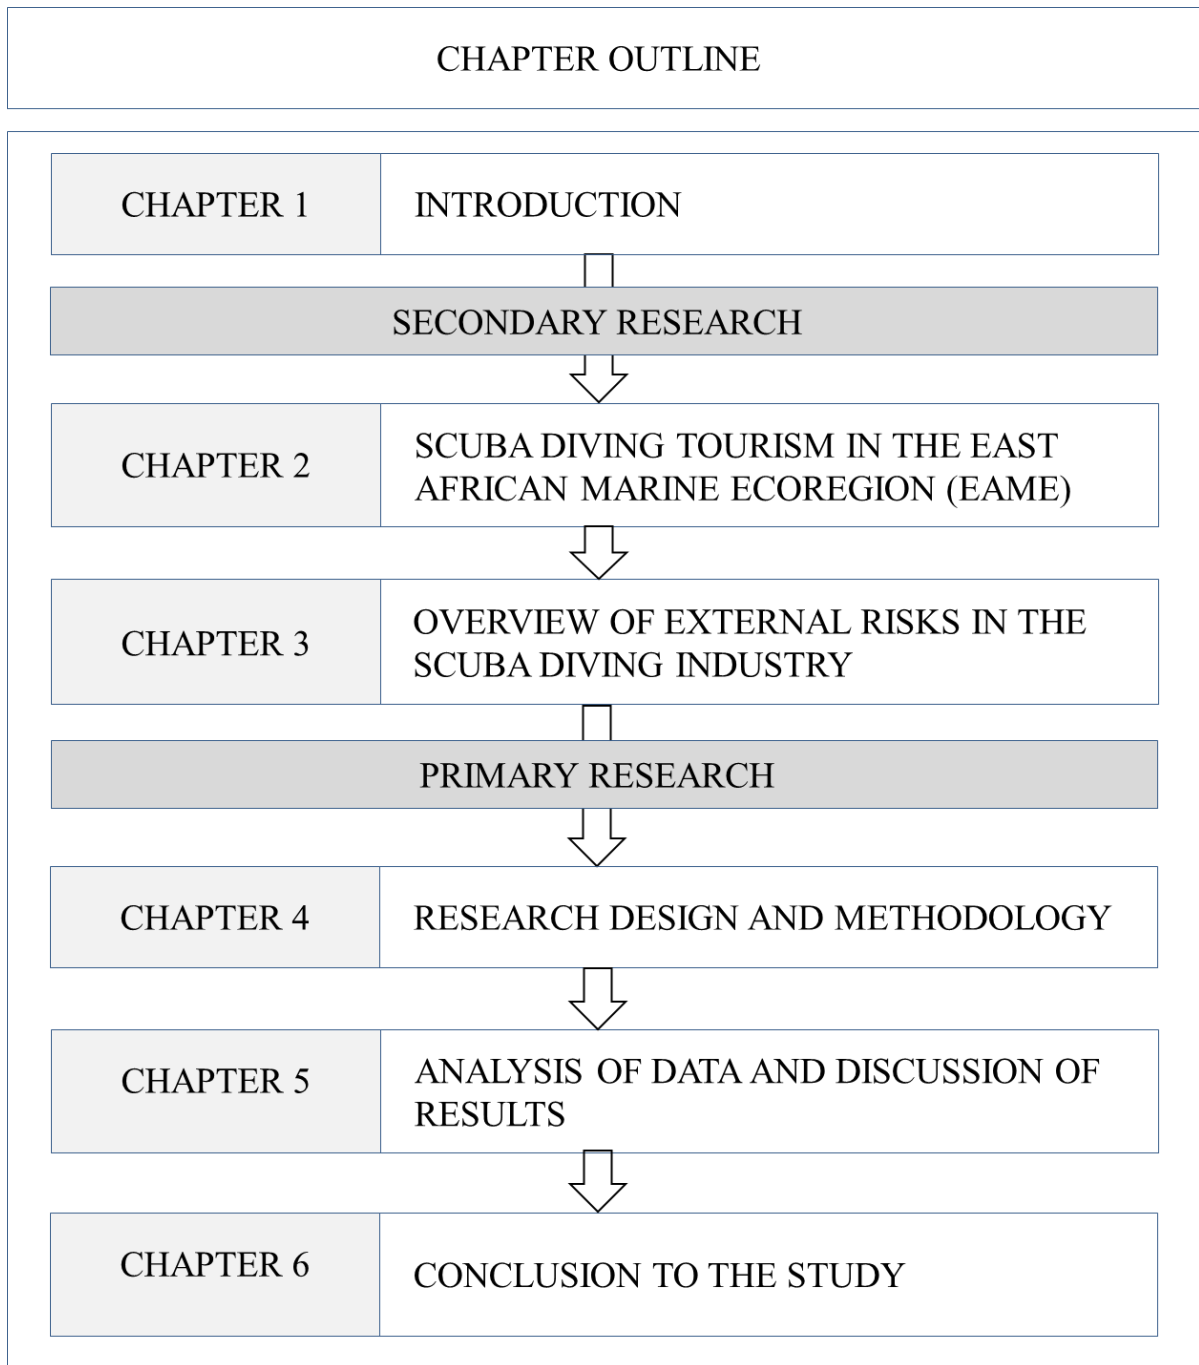 CHAPTER OUTLINE
CHAPTER 1
INTRODUCTION
SECONDARY RESEARCH
CHAPTER 2
SCUBA DIVING TOURISM IN THE EAST
AFRICAN MARINE ECOREGION (EAME)
CHAPTER 3
OVERVIEW OF EXTERNAL RISKS IN THE
SCUBA DIVING INDUSTRY
PRIMARY RESEARCH
CHAPTER 4
RESEARCH DESIGN AND METHODOLOGY
CHAPTER 5
ANALYSIS OF DATA AND DISCUSSION OF
RESULTS
CHAPTER 6
CONCLUSION TO THE STUDY